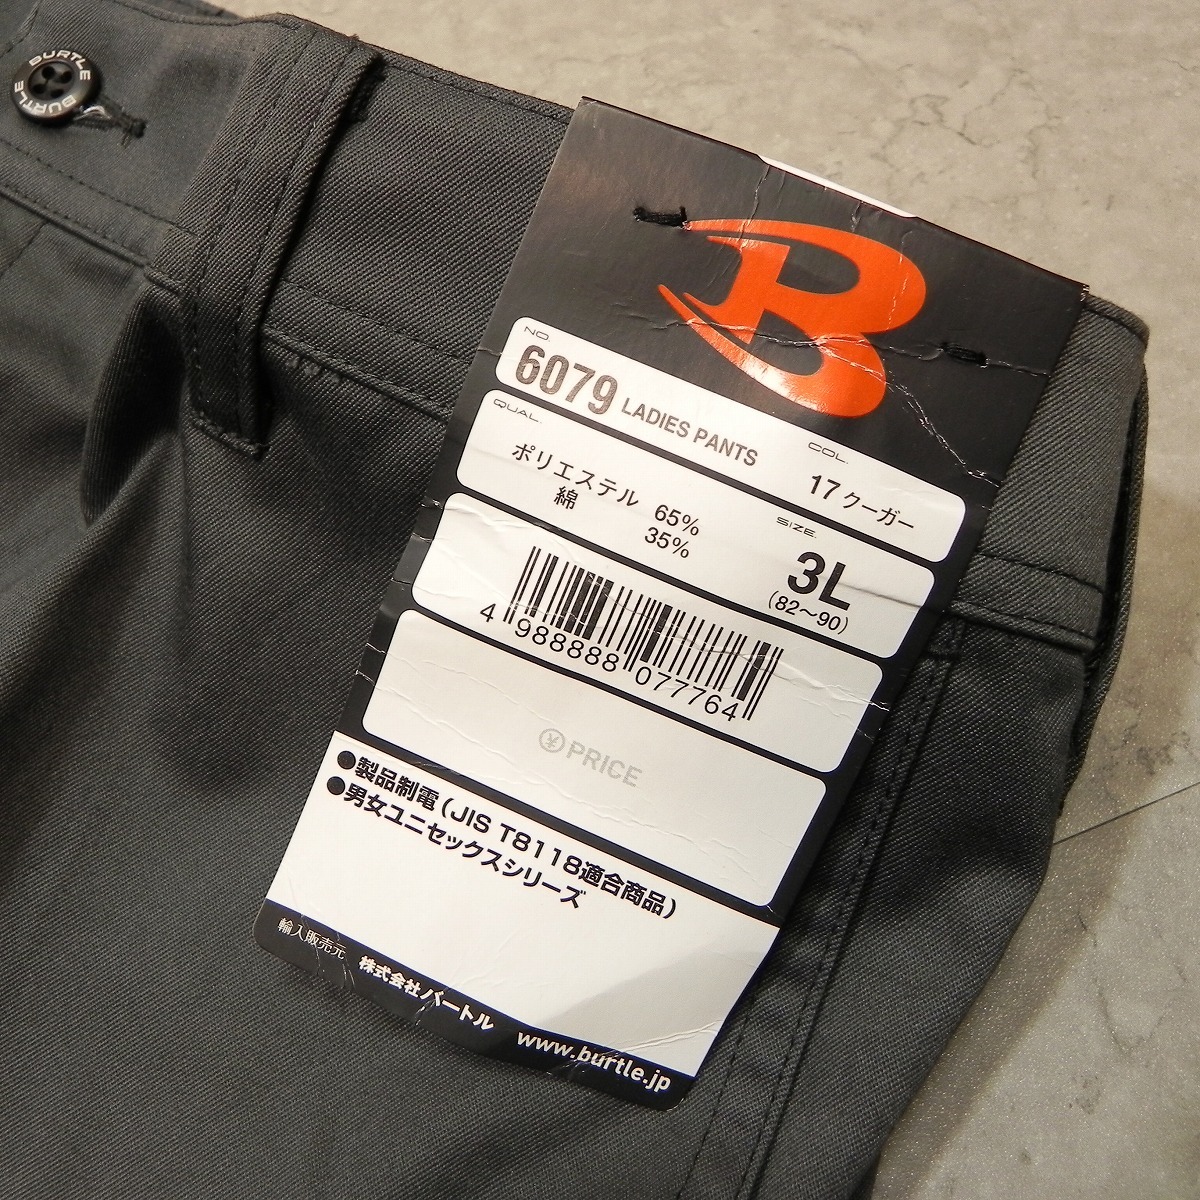 BURTLE BURTLE
B
NO.
6079 LADIES PANTS
COL.
17 クーガー
QUAL.
ポリエステル 65%
綿 35%
SIZE.
3L
(82～90)
4 988888 077764
¥ PRICE
●製品制電(JIS T8118適合商品)
●男女ユニセックスシリーズ
輸入販売元 株式会社バートル www.burtle.jp